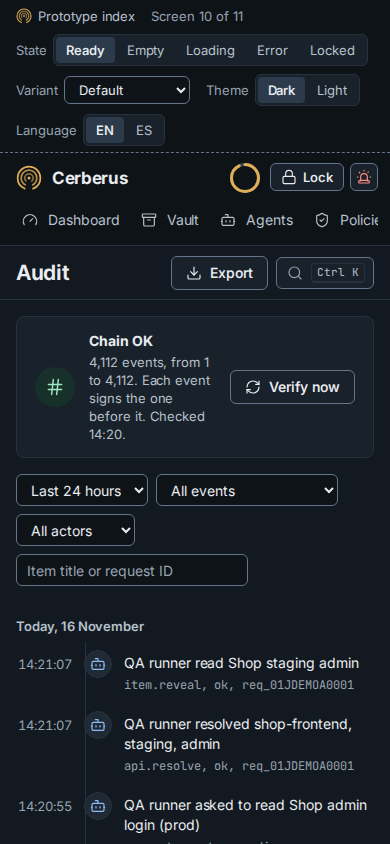 Prototype index Screen 10 of 11
State Ready Empty Loading Error Locked
Variant Default Theme Dark Light
Language EN ES
Cerberus Lock
Dashboard Vault Agents Policie
Audit Export Ctrl K
Chain OK
4,112 events, from 1
to 4,112. Each event
signs the one
before it. Checked
14:20.
Verify now
Last 24 hours All events
All actors
Item title or request ID
Today, 16 November
14:21:07 QA runner read Shop staging admin
item.reveal, ok, req_01JDEMOA0001
14:21:07 QA runner resolved shop-frontend,
staging, admin
api.resolve, ok, req_01JDEMOA0001
14:20:55 QA runner asked to read Shop admin
login (prod)